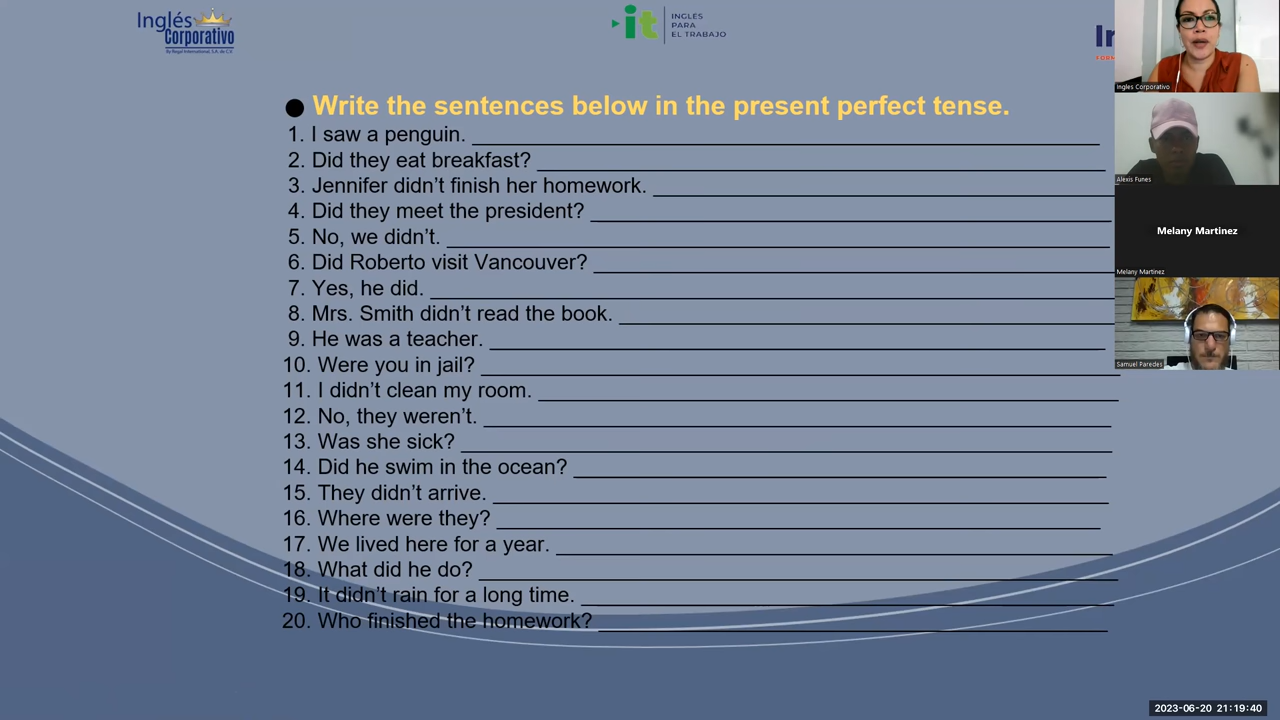 Inglés
Corporativo
By Regal International, S.A. de C.V.
it
INGLÉS
PARA
EL TRABAJO
Write the sentences below in the present perfect tense.
1. I saw a penguin.
2. Did they eat breakfast?
3. Jennifer didn’t finish her homework.
4. Did they meet the president?
5. No, we didn’t.
6. Did Roberto visit Vancouver?
7. Yes, he did.
8. Mrs. Smith didn’t read the book.
9. He was a teacher.
10. Were you in jail?
11. I didn’t clean my room.
12. No, they weren’t.
13. Was she sick?
14. Did he swim in the ocean?
15. They didn’t arrive.
16. Where were they?
17. We lived here for a year.
18. What did he do?
19. It didn’t rain for a long time.
20. Who finished the homework?
Ingles Corporativo
Alexis Funes
Melany Martinez
Melany Martinez
Samuel Paredes
2023-06-20 21:19:40